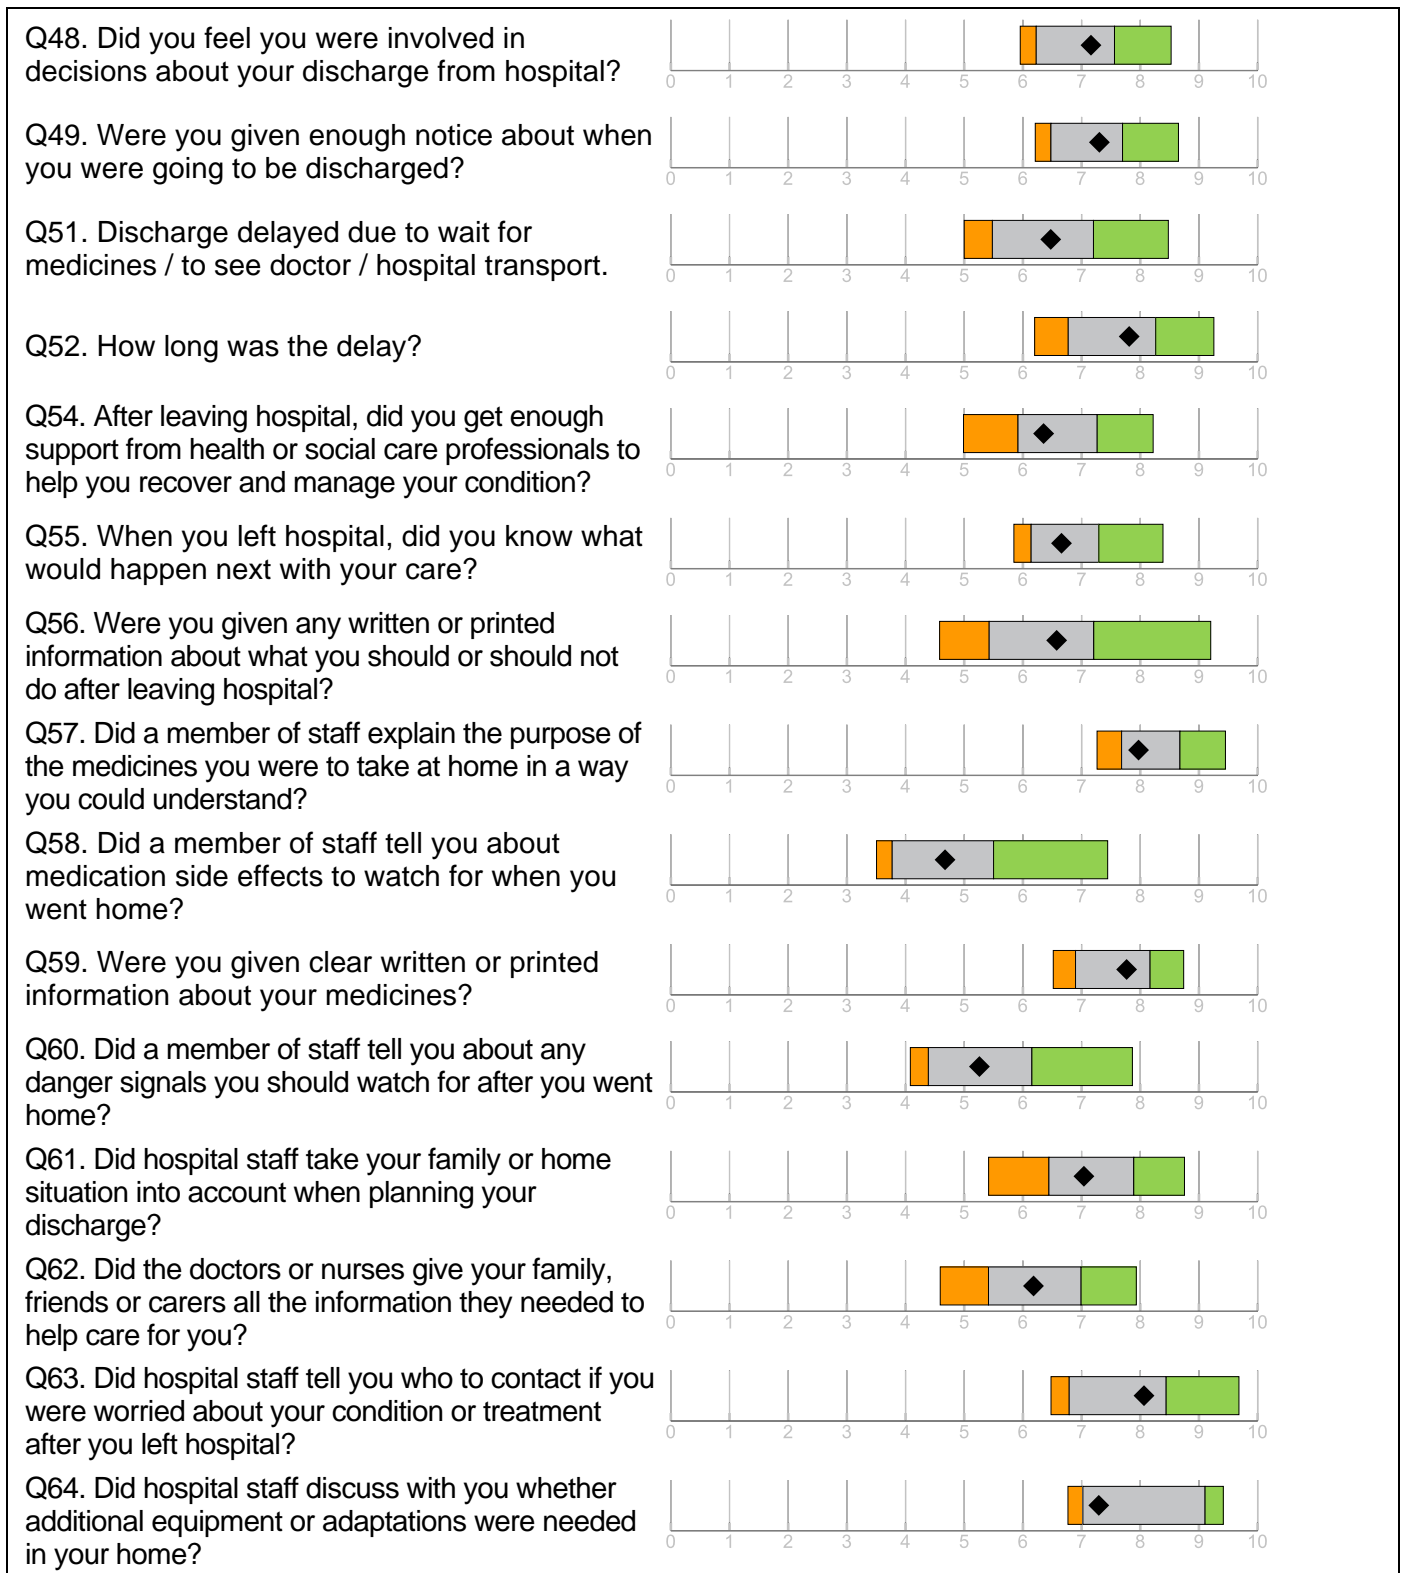 Q48. Did you feel you were involved in
decisions about your discharge from hospital?
0 1 2 3 4 5 6 7 8 9 10
Q49. Were you given enough notice about when
you were going to be discharged?
0 1 2 3 4 5 6 7 8 9 10
Q51. Discharge delayed due to wait for
medicines / to see doctor / hospital transport.
0 1 2 3 4 5 6 7 8 9 10
Q52. How long was the delay?
0 1 2 3 4 5 6 7 8 9 10
Q54. After leaving hospital, did you get enough
support from health or social care professionals to
help you recover and manage your condition?
0 1 2 3 4 5 6 7 8 9 10
Q55. When you left hospital, did you know what
would happen next with your care?
0 1 2 3 4 5 6 7 8 9 10
Q56. Were you given any written or printed
information about what you should or should not
do after leaving hospital?
0 1 2 3 4 5 6 7 8 9 10
Q57. Did a member of staff explain the purpose of
the medicines you were to take at home in a way
you could understand?
0 1 2 3 4 5 6 7 8 9 10
Q58. Did a member of staff tell you about
medication side effects to watch for when you
went home?
0 1 2 3 4 5 6 7 8 9 10
Q59. Were you given clear written or printed
information about your medicines?
0 1 2 3 4 5 6 7 8 9 10
Q60. Did a member of staff tell you about any
danger signals you should watch for after you went
home?
0 1 2 3 4 5 6 7 8 9 10
Q61. Did hospital staff take your family or home
situation into account when planning your
discharge?
0 1 2 3 4 5 6 7 8 9 10
Q62. Did the doctors or nurses give your family,
friends or carers all the information they needed to
help care for you?
0 1 2 3 4 5 6 7 8 9 10
Q63. Did hospital staff tell you who to contact if you
were worried about your condition or treatment
after you left hospital?
0 1 2 3 4 5 6 7 8 9 10
Q64. Did hospital staff discuss with you whether
additional equipment or adaptations were needed
in your home?
0 1 2 3 4 5 6 7 8 9 10